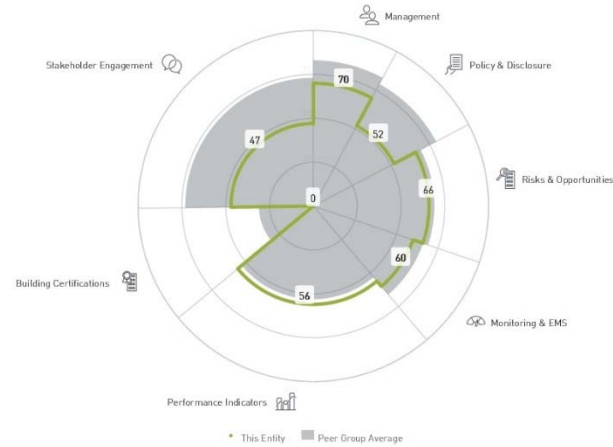 Management
Stakeholder Engagement
Policy & Disclosure
70
52
47
66
Risks & Opportunities
0
60
Building Certifications
56
Monitoring & EMS
Performance Indicators
This Entity
Peer Group Average